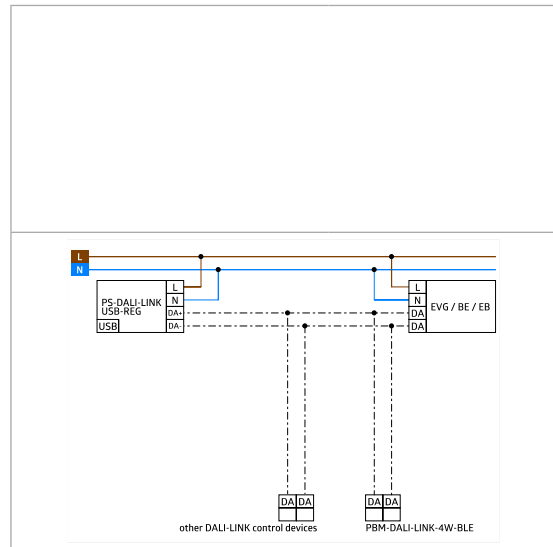 L
N
PS-DALI-LINK
USB-REG
USB
L
N
DA+
DA-
L
N
DA
DA
EVG / BE / EB
DA DA
DA DA
other DALI-LINK control devices
PBM-DALI-LINK-4W-BLE